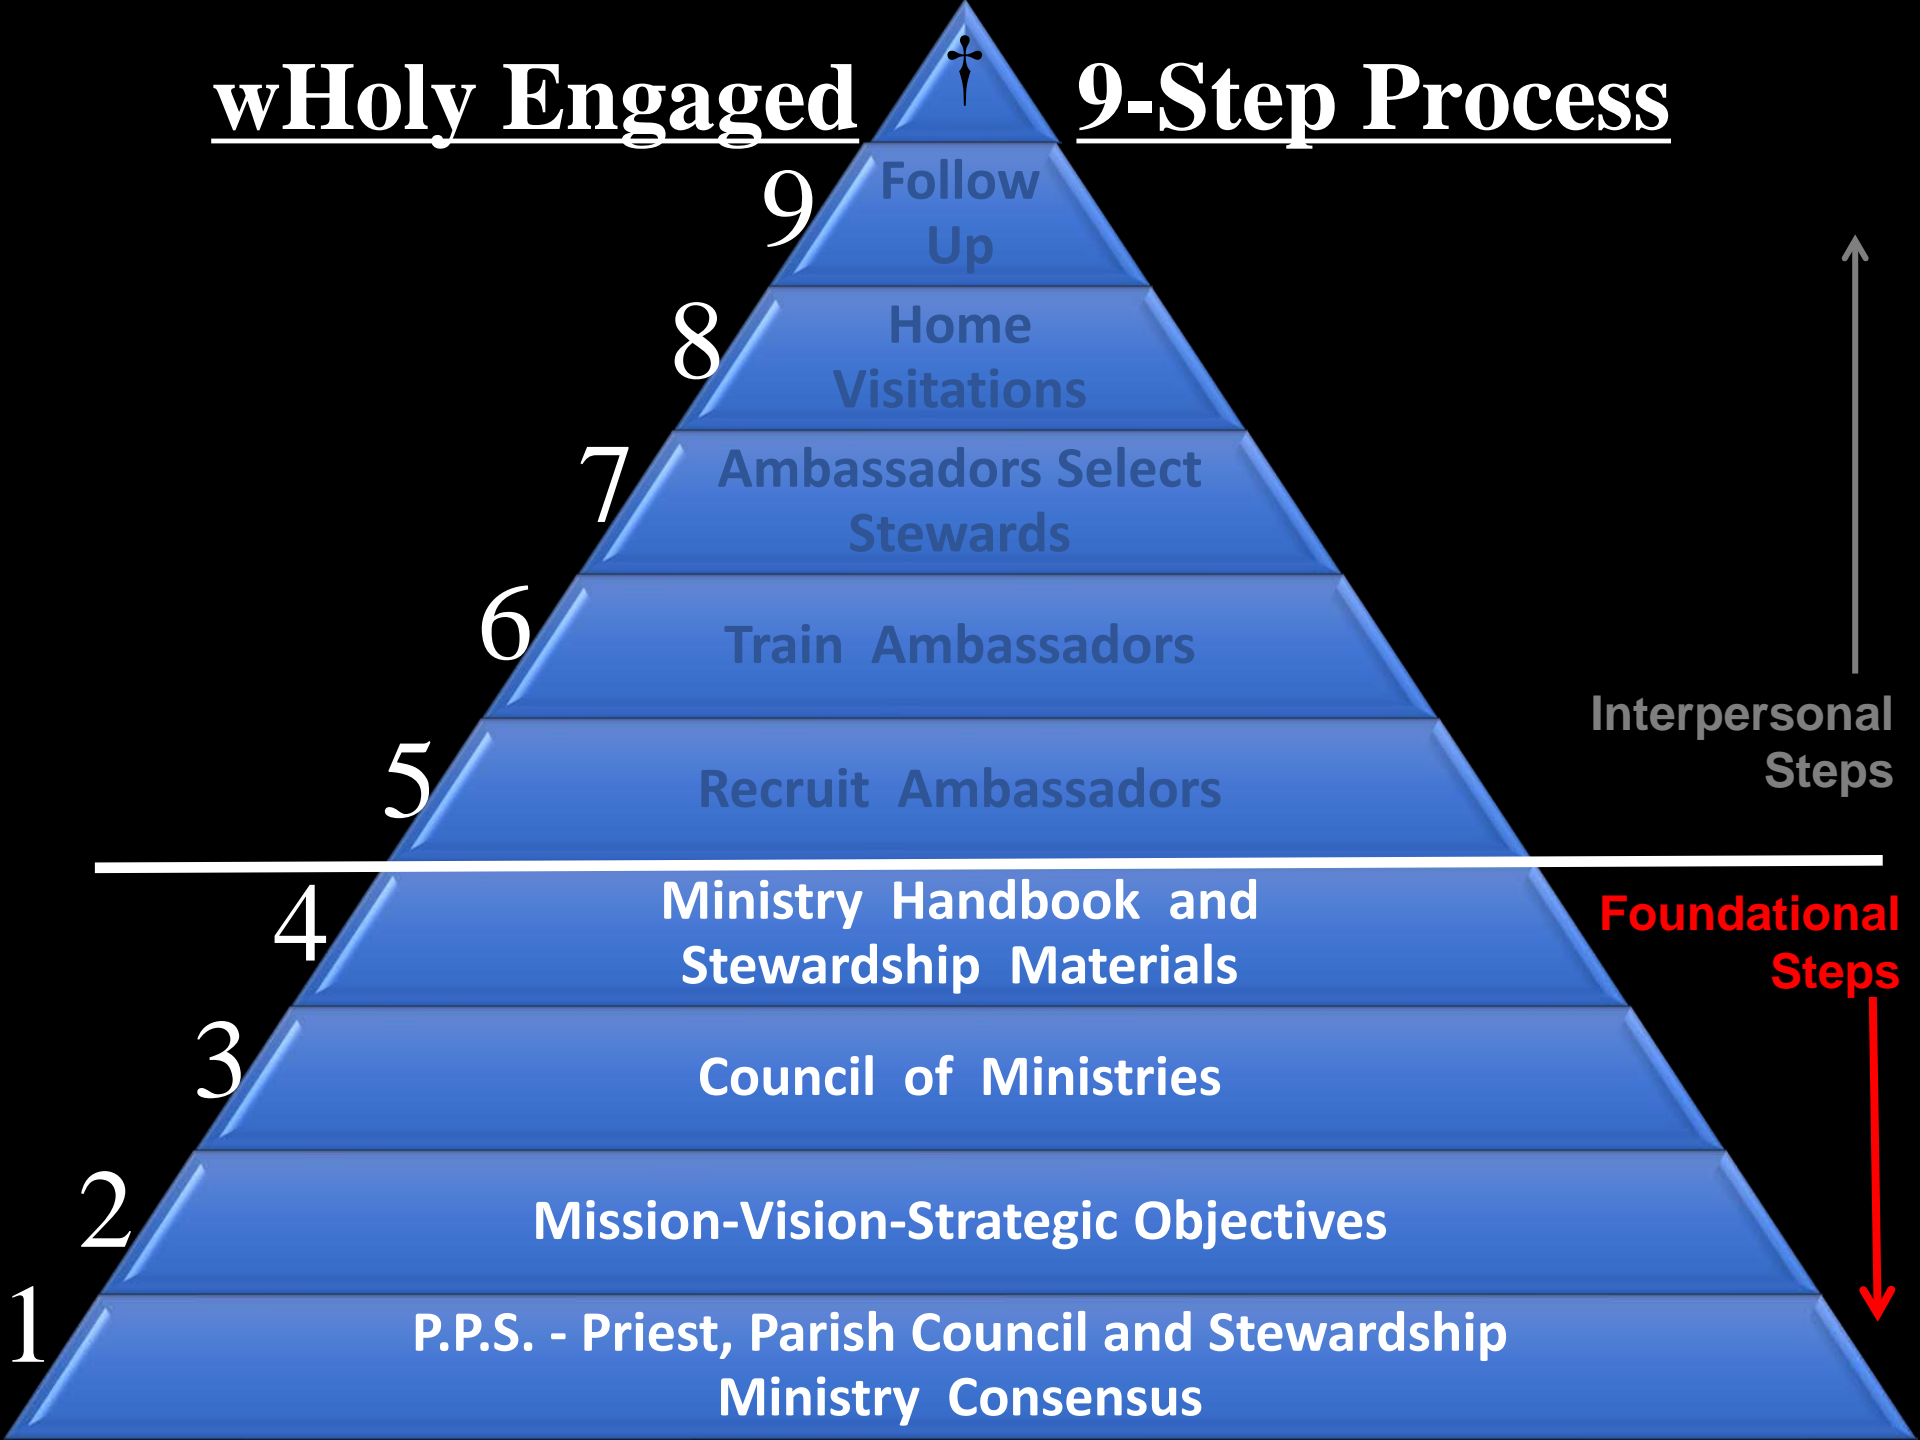 wHoly Engaged 9-Step Process
†
9
Follow
Up
8
Home
Visitations
7
Ambassadors Select
Stewards
6
Train Ambassadors
Interpersonal
Steps
5
Recruit Ambassadors
4
Ministry Handbook and
Stewardship Materials
Foundational
Steps
3
Council of Ministries
2
Mission-Vision-Strategic Objectives
1
P.P.S. - Priest, Parish Council and Stewardship
Ministry Consensus